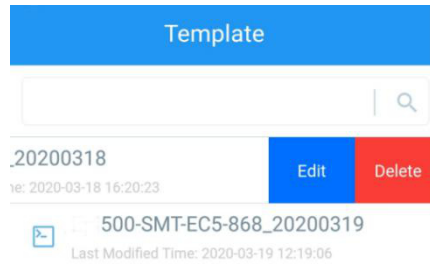 Template
_20200318
Edit
Delete
ne: 2020-03-18 16:20:23
500-SMT-EC5-868_20200319
Last Modified Time: 2020-03-19 12:19:06